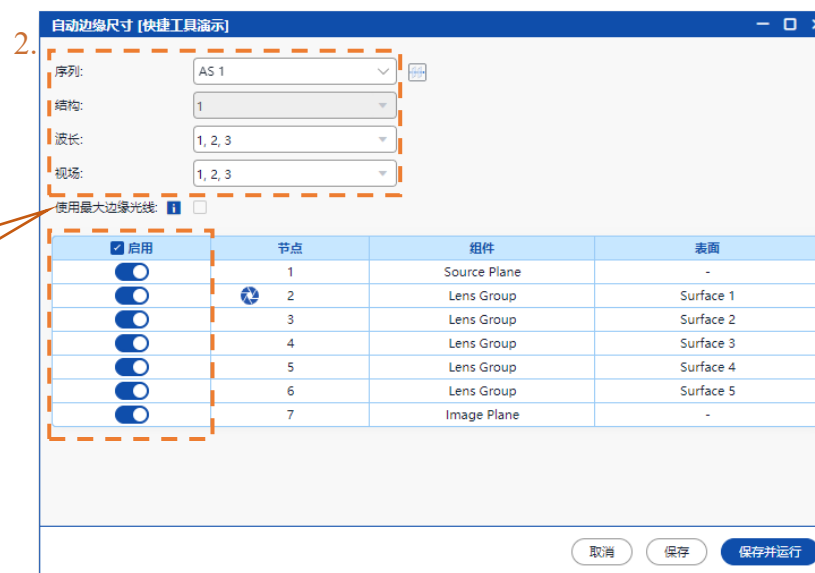 自动边缘尺寸 [快捷工具演示]
2.
序列: AS 1
结构: 1
波长: 1, 2, 3
视场: 1, 2, 3
使用最大边缘光线: i
启用 节点 组件 表面
1 Source Plane -
2 Lens Group Surface 1
3 Lens Group Surface 2
4 Lens Group Surface 3
5 Lens Group Surface 4
6 Lens Group Surface 5
7 Image Plane -
取消 保存 保存并运行